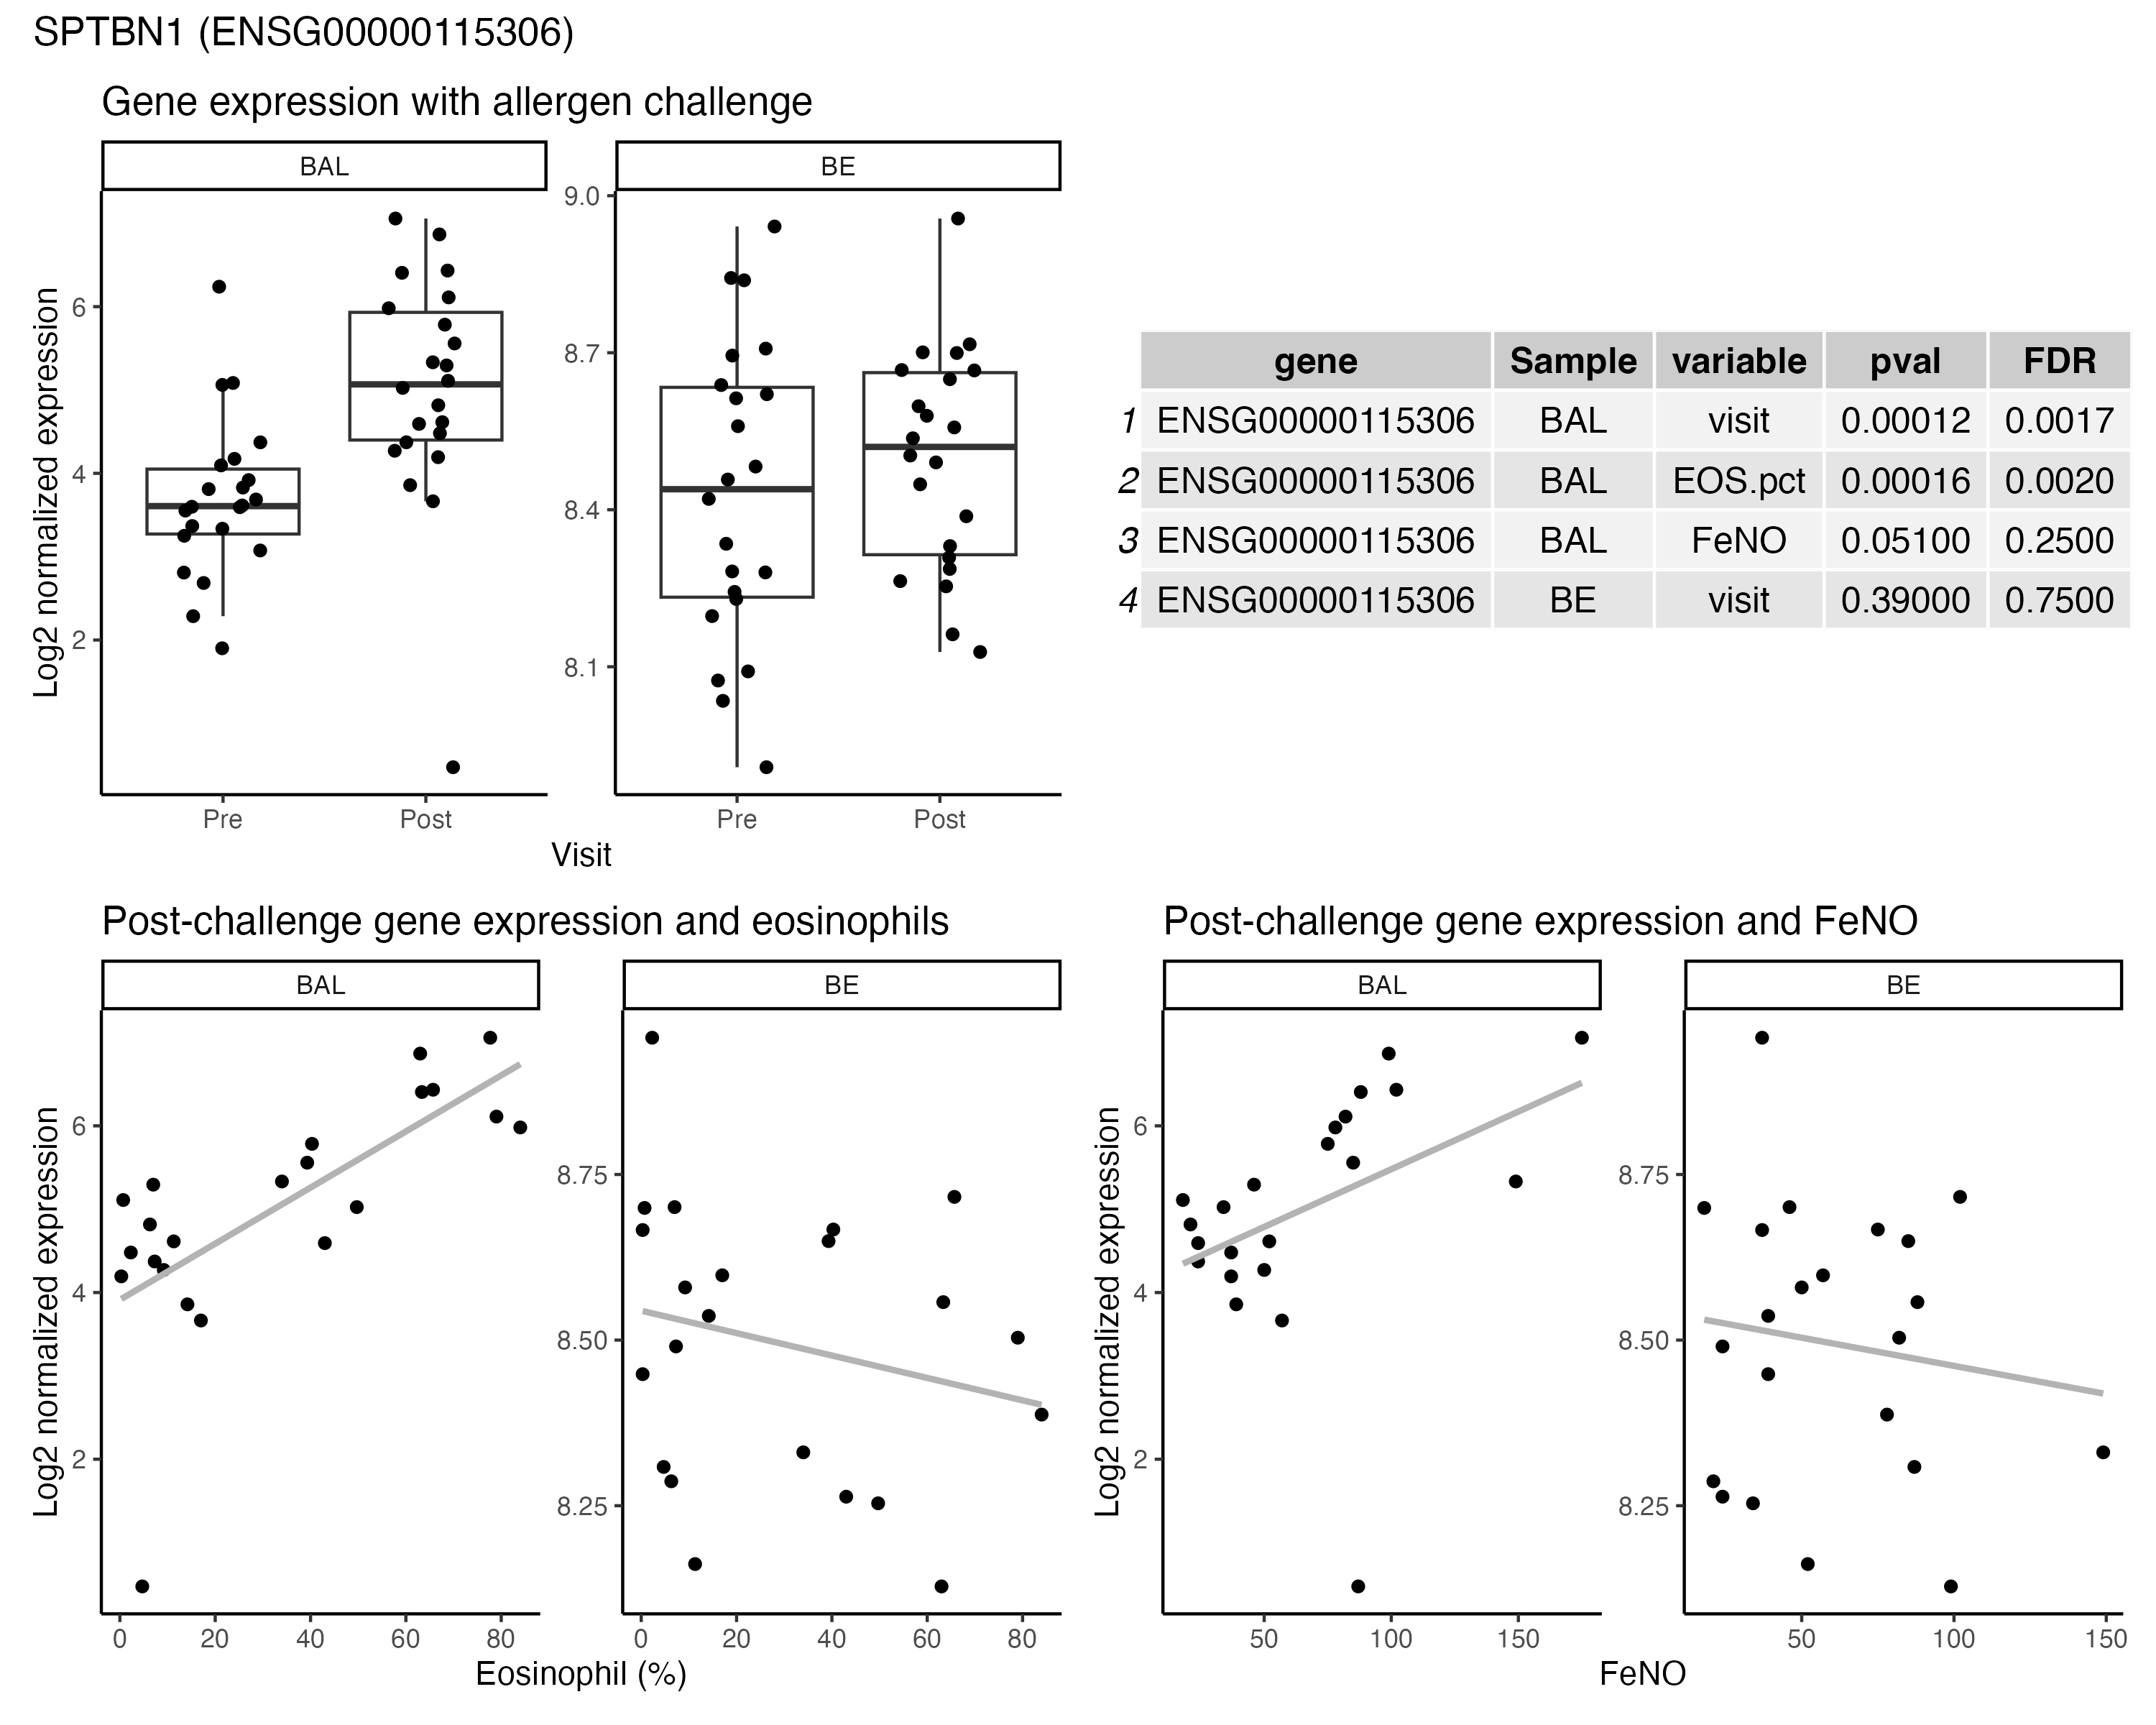 SPTBN1 (ENSG00000115306)
Gene expression with allergen challenge
BAL
BE
Log2 normalized expression
6
4
2
9.0
8.7
8.4
8.1
Pre
Post
Pre
Post
Visit
gene Sample variable pval FDR
1 ENSG00000115306 BAL visit 0.00012 0.0017
2 ENSG00000115306 BAL EOS.pct 0.00016 0.0020
3 ENSG00000115306 BAL FeNO 0.05100 0.2500
4 ENSG00000115306 BE visit 0.39000 0.7500
Post-challenge gene expression and eosinophils
BAL
BE
Log2 normalized expression
6
4
2
8.75
8.50
8.25
0 20 40 60 80
0 20 40 60 80
Eosinophil (%)
Post-challenge gene expression and FeNO
BAL
BE
Log2 normalized expression
6
4
2
8.75
8.50
8.25
50 100 150
50 100 150
FeNO